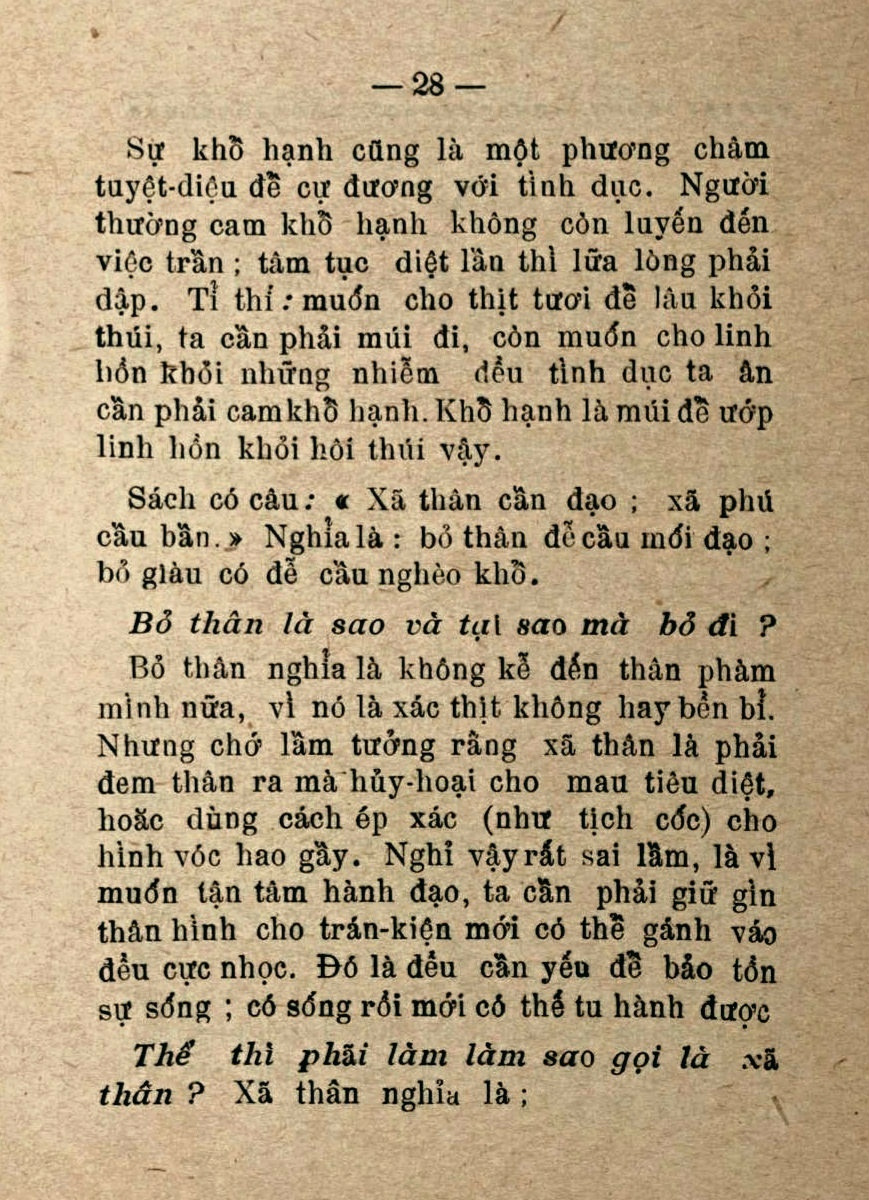 — 28 —
Sự khổ hạnh cũng là một phương châm
tuyệt-diệu để cự đương với tình dục. Người
thường cam khổ hạnh không còn luyến đến
việc trần ; tâm tục diệt lần thì lữa lòng phải
dập. Tỉ thí : muốn cho thịt tươi để lâu khỏi
thúi, ta cần phải múi đi, còn muốn cho linh
hồn khỏi những nhiễm đều tình dục ta ân
cần phải cam khổ hạnh. Khổ hạnh là múi để ướp
linh hồn khỏi hôi thúi vậy.
Sách có câu : « Xã thân cần đạo ; xã phú
cầu bần. » Nghỉa là : bỏ thân để cầu mối đạo ;
bỏ giàu có để cầu nghèo khổ.
Bỏ thân là sao và tại sao mà bỏ đi ?
Bỏ thân nghỉa là không kể đến thân phàm
mình nữa, vì nó là xác thịt không hay bền bỉ.
Nhưng chớ lầm tưởng rằng xã thân là phải
đem thân ra mà hủy-hoại cho mau tiêu diệt,
hoặc dùng cách ép xác (như tịch cốc) cho
hình vóc hao gầy. Nghỉ vậy rất sai lầm, là vì
muốn tận tâm hành đạo, ta cần phải giữ gìn
thân hình cho trán-kiện mới có thể gánh váo
đều cực nhọc. Đó là đều cần yếu để bảo tồn
sự sống ; có sống rồi mới có thể tu hành được
Thể thì phãi làm làm sao gọi là xã
thân ? Xã thân nghỉa là ;